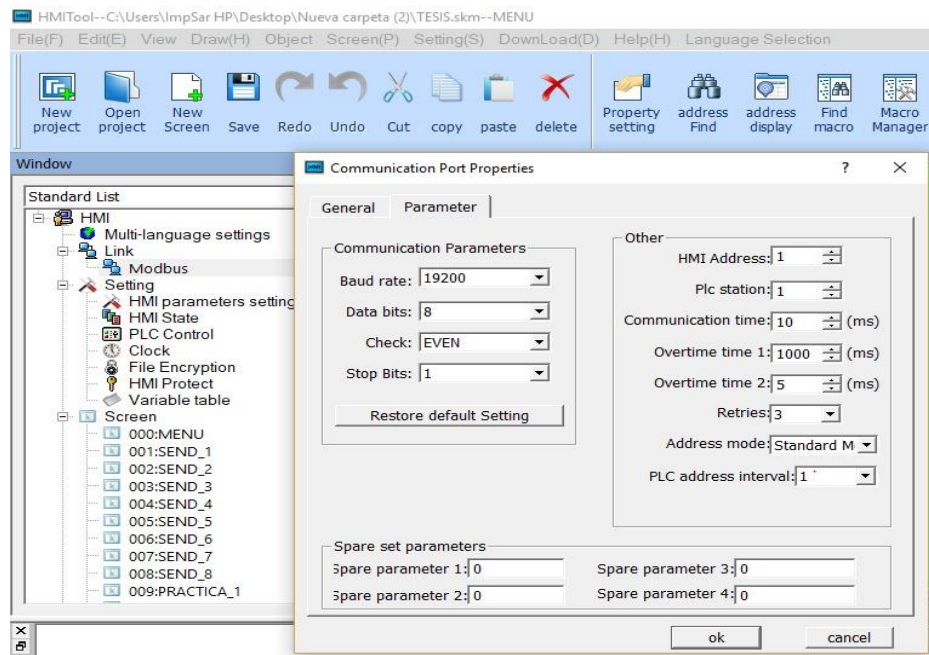 HMITool--C:\Users\ImpSar HP\Desktop\Nueva carpeta (2)\TESIS.skm--MENU
File(F) Edit(E) View Draw(H) Object Screen(P) Setting(S) DownLoad(D) Help(H) Language Selection
New project
Open project
New Screen
Save
Redo
Undo
Cut
copy
paste
delete
Property setting
address Find
address display
Find macro
Macro Manager
Window
Standard List
HMI
Multi-language settings
Link
Modbus
Setting
HMI parameters setting
HMI State
PLC Control
Clock
File Encryption
HMI Protect
Variable table
Screen
000:MENU
001:SEND_1
002:SEND_2
003:SEND_3
004:SEND_4
005:SEND_5
006:SEND_6
007:SEND_7
008:SEND_8
009:PRACTICA_1
Communication Port Properties
General Parameter
Communication Parameters
Baud rate: 19200
Data bits: 8
Check: EVEN
Stop Bits: 1
Restore default Setting
Other
HMI Address: 1
Plc station: 1
Communication time: 10 (ms)
Overtime time 1: 1000 (ms)
Overtime time 2: 5 (ms)
Retries: 3
Address mode: Standard M
PLC address interval: 1
Spare set parameters
Spare parameter 1: 0
Spare parameter 2: 0
Spare parameter 3: 0
Spare parameter 4: 0
ok
cancel